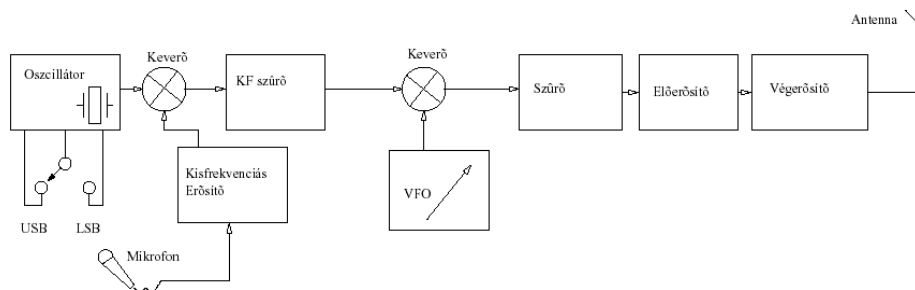 Antenna
Keverõ
Keverõ
Oszcillátor
KF szûrõ
Szûrõ
Elõerõsítõ
Végerõsítõ
Kisfrekvenciás
Erõsítõ
VFO
USB
LSB
Mikrofon